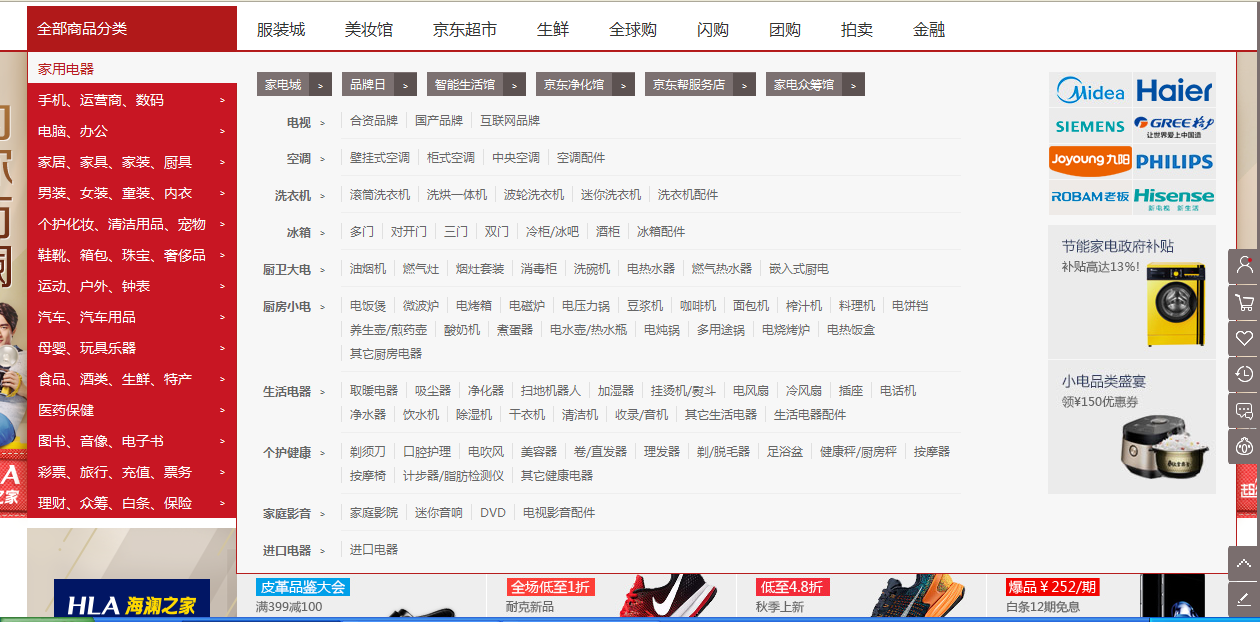 全部商品分类 服装城 美妆馆 京东超市 生鲜 全球购 闪购 团购 拍卖 金融
家用电器
手机、运营商、数码 >
电脑、办公 >
家居、家具、家装、厨具 >
男装、女装、童装、内衣 >
个护化妆、清洁用品、宠物 >
鞋靴、箱包、珠宝、奢侈品 >
运动、户外、钟表 >
汽车、汽车用品 >
母婴、玩具乐器 >
食品、酒类、生鲜、特产 >
医药保健 >
图书、音像、电子书 >
彩票、旅行、充值、票务 >
理财、众筹、白条、保险 >
家电城 > 品牌日 > 智能生活馆 > 京东净化馆 > 京东帮服务店 > 家电众筹馆 >
电视 > 合资品牌 国产品牌 互联网品牌
空调 > 壁挂式空调 柜式空调 中央空调 空调配件
洗衣机 > 滚筒洗衣机 洗烘一体机 波轮洗衣机 迷你洗衣机 洗衣机配件
冰箱 > 多门 对开门 三门 双门 冷柜/冰吧 酒柜 冰箱配件
厨卫大电 > 油烟机 燃气灶 烟灶套装 消毒柜 洗碗机 电热水器 燃气热水器 嵌入式厨电
厨房小电 > 电饭煲 微波炉 电烤箱 电磁炉 电压力锅 豆浆机 咖啡机 面包机 榨汁机 料理机 电饼铛
养生壶/煎药壶 酸奶机 煮蛋器 电水壶/热水瓶 电炖锅 多用途锅 电烧烤炉 电热饭盒
其它厨房电器
生活电器 > 取暖电器 吸尘器 净化器 扫地机器人 加湿器 挂烫机/熨斗 电风扇 冷风扇 插座 电话机
净水器 饮水机 除湿机 干衣机 清洁机 收录/音机 其它生活电器 生活电器配件
个护健康 > 剃须刀 口腔护理 电吹风 美容器 卷/直发器 理发器 剃/脱毛器 足浴盆 健康秤/厨房秤 按摩器
按摩椅 计步器/脂肪检测仪 其它健康电器
家庭影音 > 家庭影院 迷你音响 DVD 电视影音配件
进口电器 > 进口电器
Midea Haier
SIEMENS GREE格力
让世界爱上中国造
Joyoung九阳 PHILIPS
ROBAM老板 Hisense
新电视 新生活
节能家电政府补贴
补贴高达13%!
小电品类盛宴
领¥150优惠券
HLA 海澜之家
皮革品鉴大会
满399减100
全场低至1折
耐克新品
低至4.8折
秋季上新
爆品¥252/期
白条12期免息